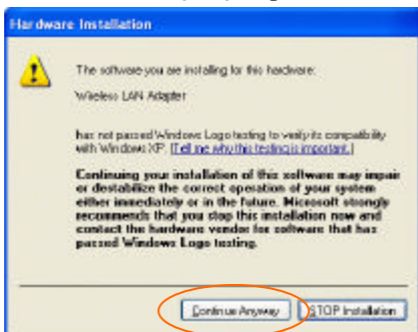 Hardware Installation
The software you are installing for this hardware:
Wireless LAN Adapter
has not passed Windows Logo testing to verify its compatibility
with Windows XP. (Tell me why this testing is important.)
Continuing your installation of this software may impair
or destabilize the correct operation of your system
either immediately or in the future. Microsoft strongly
recommends that you stop this installation now and
contact the hardware vendor for software that has
passed Windows Logo testing.
Continue Anyway STOP Installation